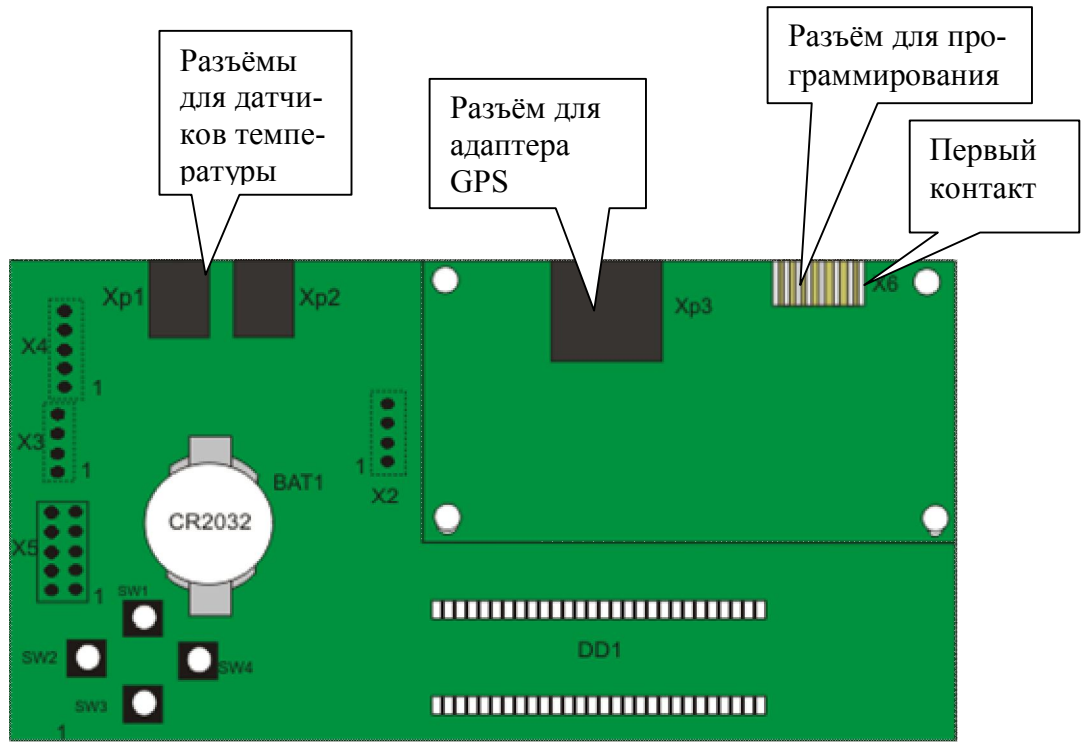 Разъёмы
для датчи-
ков темпе-
ратуры
Разъём для
адаптера
GPS
Разъём для про-
граммирования
Первый
контакт
Xp1
Xp2
Xp3
X6
X4
1
X3
1
BAT1
1
X2
CR2032
X5
1
SW1
SW2
SW4
SW3
1
DD1